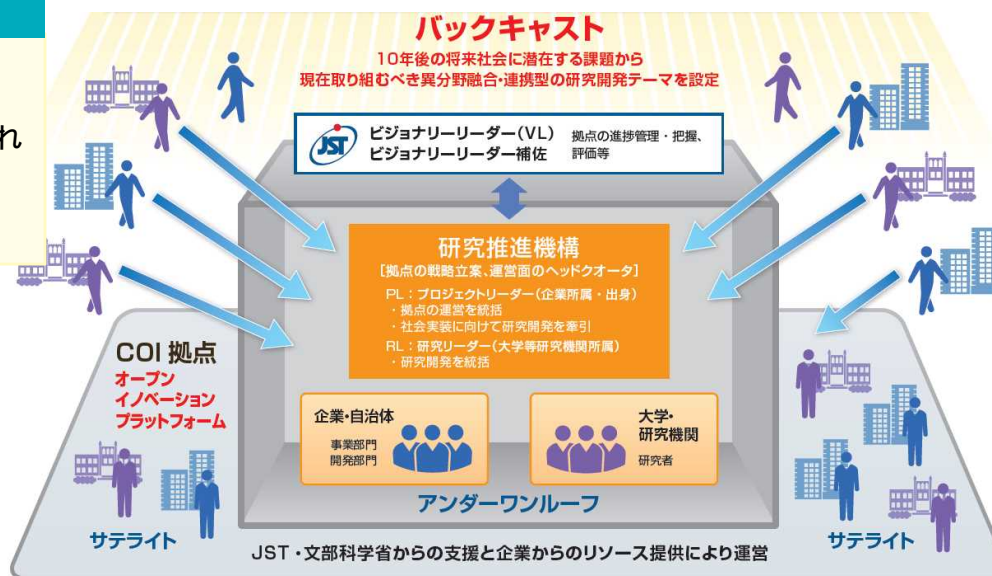 バックキャスト
10年後の将来社会に潜在する課題から
現在取り組むべき異分野融合・連携型の研究開発テーマを設定
れ
JST
ビジョナリーリーダー(VL)
ビジョナリーリーダー補佐
拠点の進捗管理・把握、
評価等
研究推進機構
[拠点の戦略立案、運営面のヘッドクオータ]
PL:プロジェクトリーダー(企業所属・出身)
・拠点の運営を統括
・社会実装に向けて研究開発を牽引
RL:研究リーダー(大学等研究機関所属)
・研究開発を統括
COI 拠点
オープン
イノベーション
プラットフォーム
企業・自治体
事業部門
開発部門
大学・
研究機関
研究者
アンダーワンルーフ
サテライト
サテライト
JST・文部科学省からの支援と企業からのリソース提供により運営